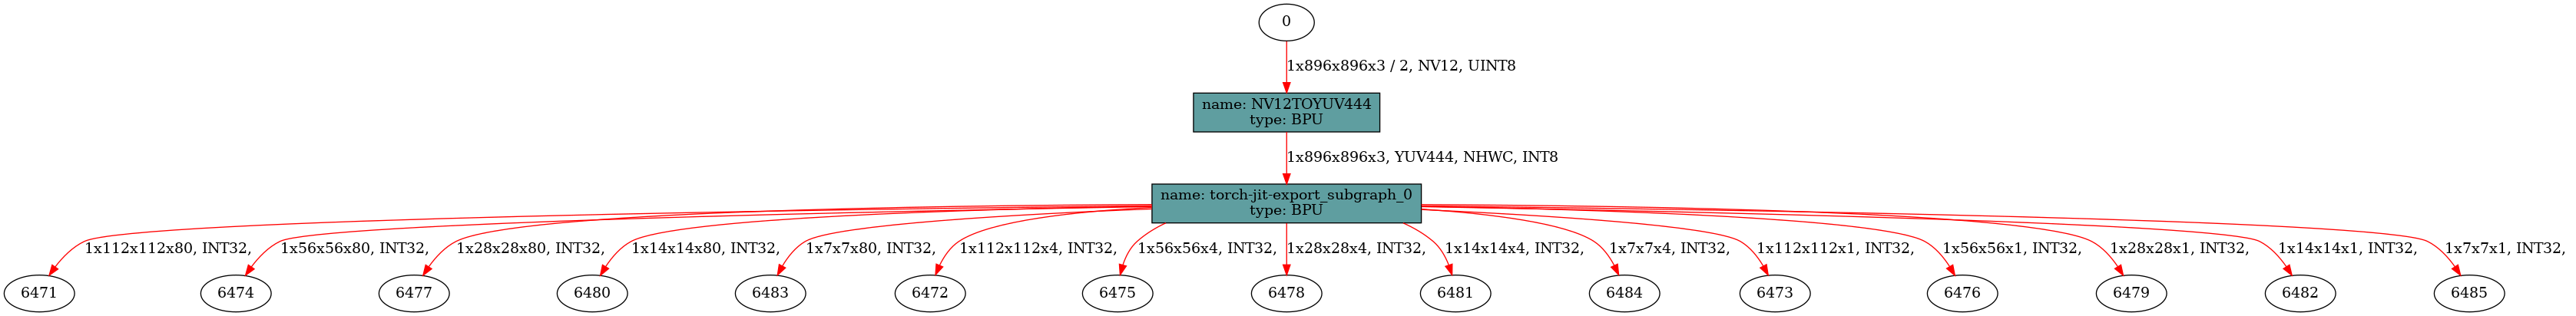 0
1x896x896x3 / 2, NV12, UINT8
name: NV12TOYUV444
type: BPU
1x896x896x3, YUV444, NHWC, INT8
name: torch-jit-export_subgraph_0
type: BPU
1x112x112x80, INT32,
1x56x56x80, INT32,
1x28x28x80, INT32,
1x14x14x80, INT32,
1x7x7x80, INT32,
1x112x112x4, INT32,
1x56x56x4, INT32,
1x28x28x4, INT32,
1x14x14x4, INT32,
1x7x7x4, INT32,
1x112x112x1, INT32,
1x56x56x1, INT32,
1x28x28x1, INT32,
1x14x14x1, INT32,
1x7x7x1, INT32,
6471
6474
6477
6480
6483
6472
6475
6478
6481
6484
6473
6476
6479
6482
6485